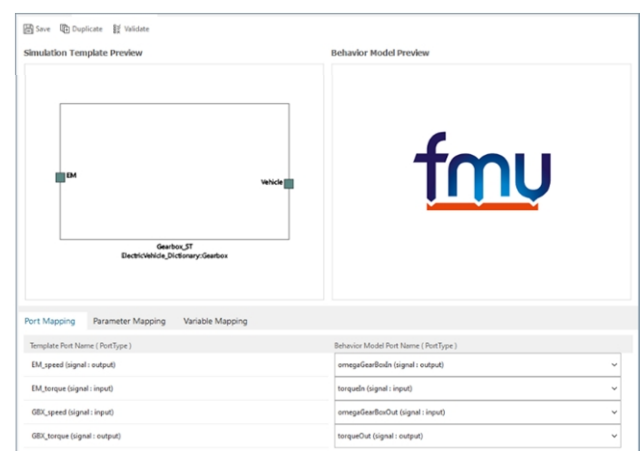 Save Duplicate Validate
Simulation Template Preview
Behavior Model Preview
EM
Vehicle
Gearbox_ST
ElectricVehicle_Dictionary::Gearbox
fmu
Port Mapping Parameter Mapping Variable Mapping
Template Port Name ( PortType ) Behavior Model Port Name ( PortType )
EM_speed (signal : output) omegaGearBoxIn (signal : output)
EM_torque (signal : input) torqueIn (signal : input)
GBX_speed (signal : input) omegaGearBoxOut (signal : input)
GBX_torque (signal : output) torqueOut (signal : output)